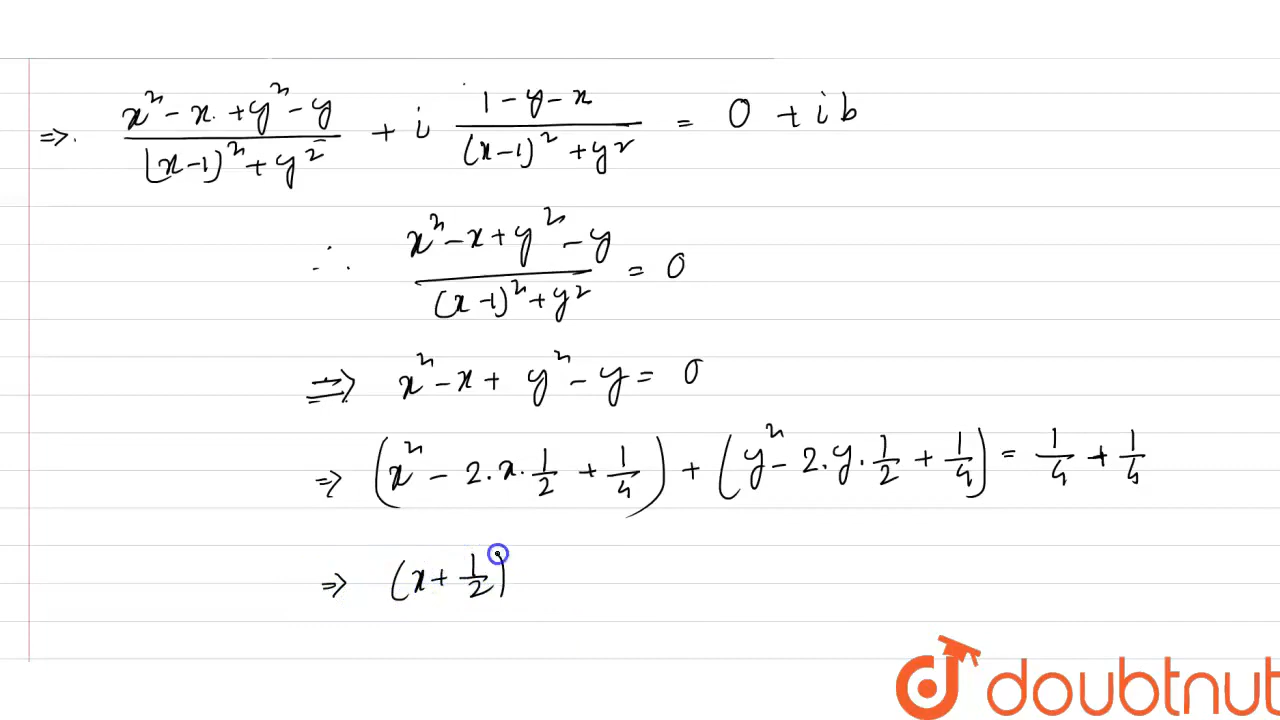 ⇒. x² - x. + y² - y / (x-1)² + y² + i 1 - y - x / (x-1)² + y² = 0 + ib
∴ x² - x + y² - y / (x-1)² + y² = 0
⇒ x² - x + y² - y = 0
⇒ (x² - 2.x.1/2 + 1/4) + (y² - 2.y.1/2 + 1/4) = 1/4 + 1/4
⇒ (x + 1/2)
doubtnut